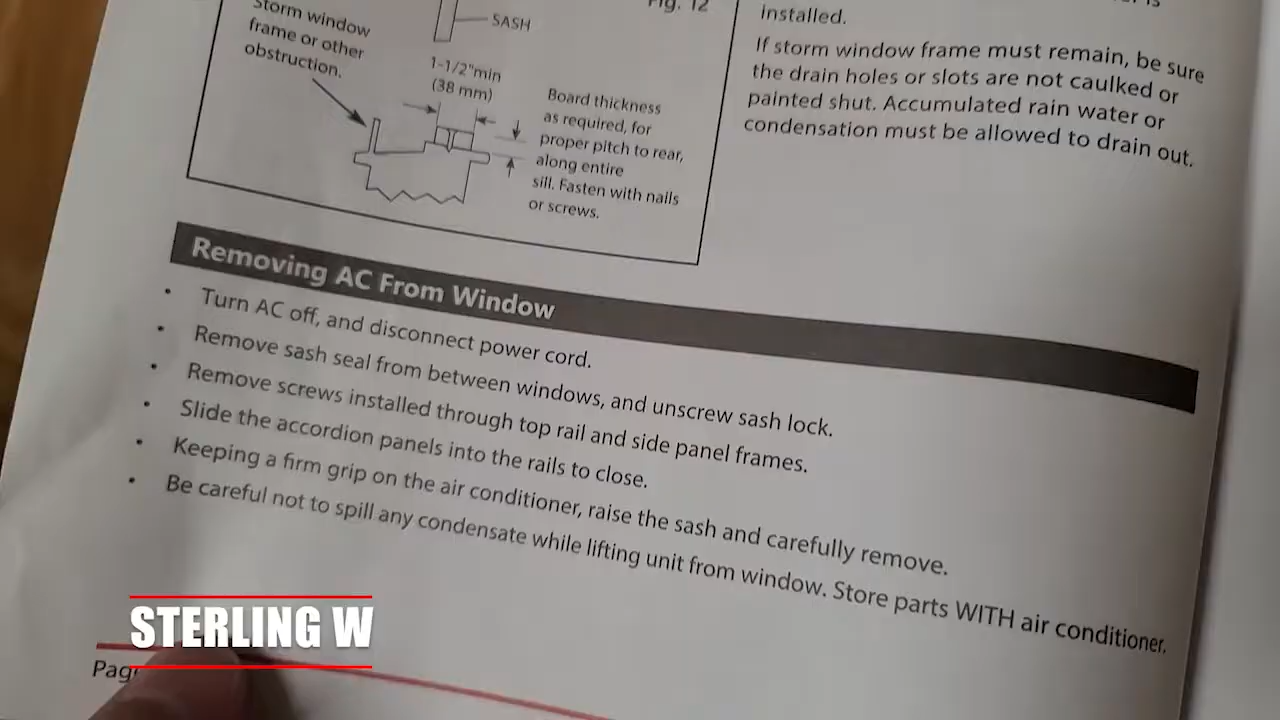 Fig. 12
SASH
Storm window
frame or other
obstruction.
1-1/2"min
(38 mm)
Board thickness
as required, for
proper pitch to rear,
along entire
sill. Fasten with nails
or screws.
installed.
If storm window frame must remain, be sure
the drain holes or slots are not caulked or
painted shut. Accumulated rain water or
condensation must be allowed to drain out.
Removing AC From Window
• Turn AC off, and disconnect power cord.
• Remove sash seal from between windows, and unscrew sash lock.
• Remove screws installed through top rail and side panel frames.
• Slide the accordion panels into the rails to close.
• Keeping a firm grip on the air conditioner, raise the sash and carefully remove.
• Be careful not to spill any condensate while lifting unit from window. Store parts WITH air conditioner.
STERLING W